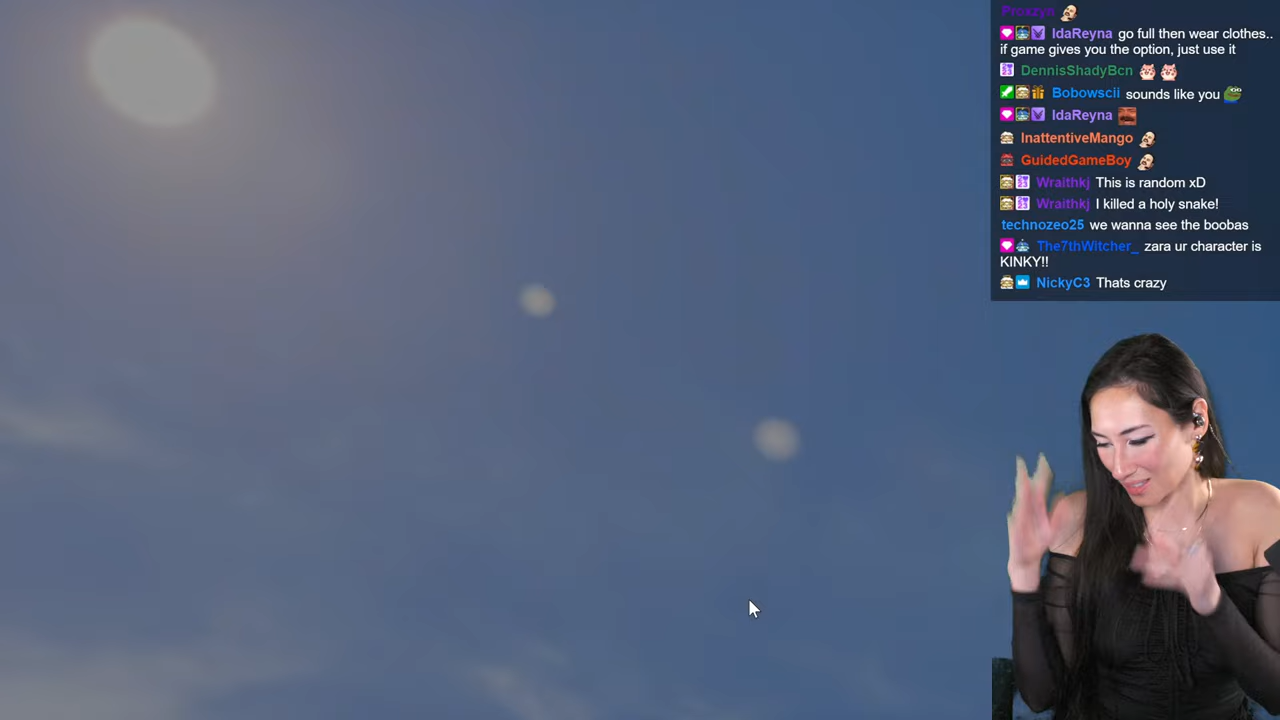 Proxzyn
IdaReyna go full then wear clothes..
if game gives you the option, just use it
DennisShadyBcn
Bobowscii sounds like you
IdaReyna
InattentiveMango
GuidedGameBoy
Wraithkj This is random xD
Wraithkj I killed a holy snake!
technozeo25 we wanna see the boobas
The7thWitcher_ zara ur character is
KINKY!!
NickyC3 Thats crazy